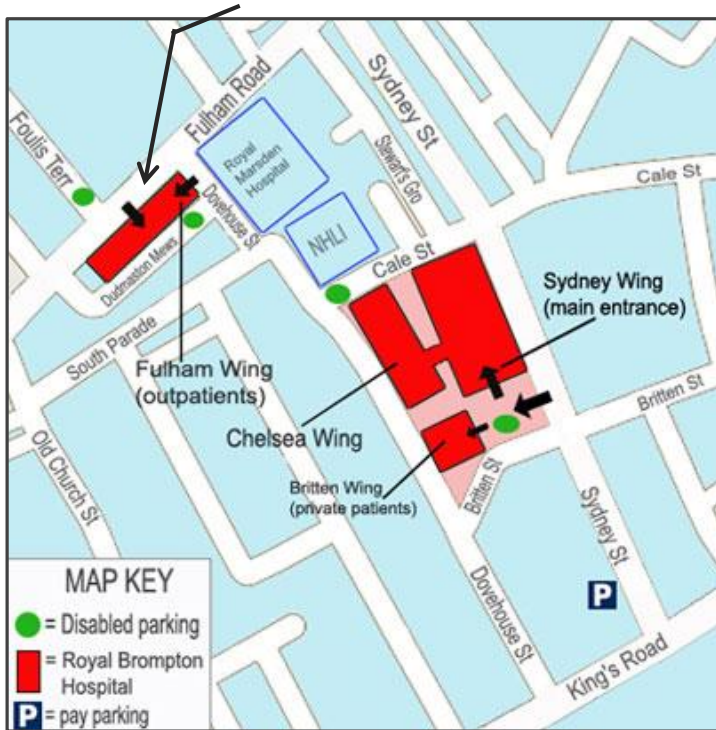 Fulham Road
Sydney St
Foulis Terr
Royal
Marsden
Hospital
Stewart's Gro
Cale St
Dovehouse St
NHLI
Cale St
Dudmaston Mews
Sydney Wing
(main entrance)
South Parade
Fulham Wing
(outpatients)
Britten St
Chelsea Wing
Old Church St
Britten Wing
(private patients)
Britten St
Sydney St
Dovehouse St
P
King's Road
MAP KEY
= Disabled parking
= Royal Brompton
Hospital
P = pay parking